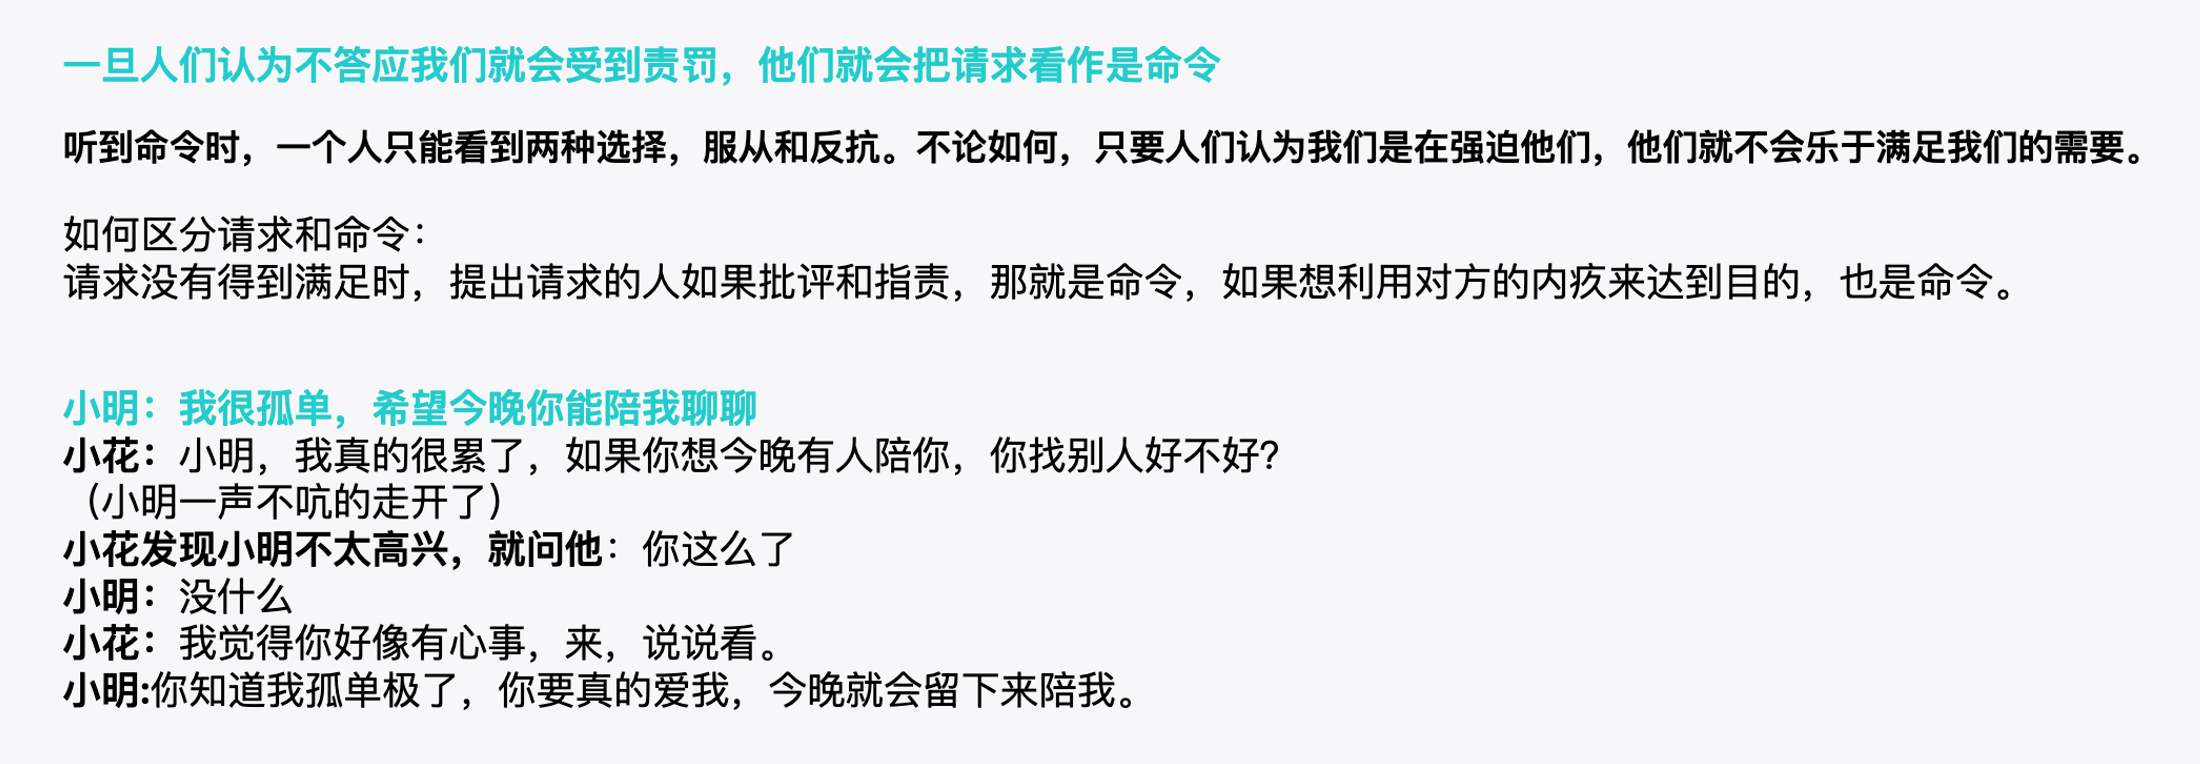 一旦人们认为不答应我们就会受到责罚，他们就会把请求看作是命令
听到命令时，一个人只能看到两种选择，服从和反抗。不论如何，只要人们认为我们是在强迫他们，他们就不会乐于满足我们的需要。
如何区分请求和命令：
请求没有得到满足时，提出请求的人如果批评和指责，那就是命令，如果想利用对方的内疚来达到目的，也是命令。
小明：我很孤单，希望今晚你能陪我聊聊
小花：小明，我真的很累了，如果你想今晚有人陪你，你找别人好不好？
（小明一声不吭的走开了）
小花发现小明不太高兴，就问他：你这么了
小明：没什么
小花：我觉得你好像有心事，来，说说看。
小明:你知道我孤单极了，你要真的爱我，今晚就会留下来陪我。